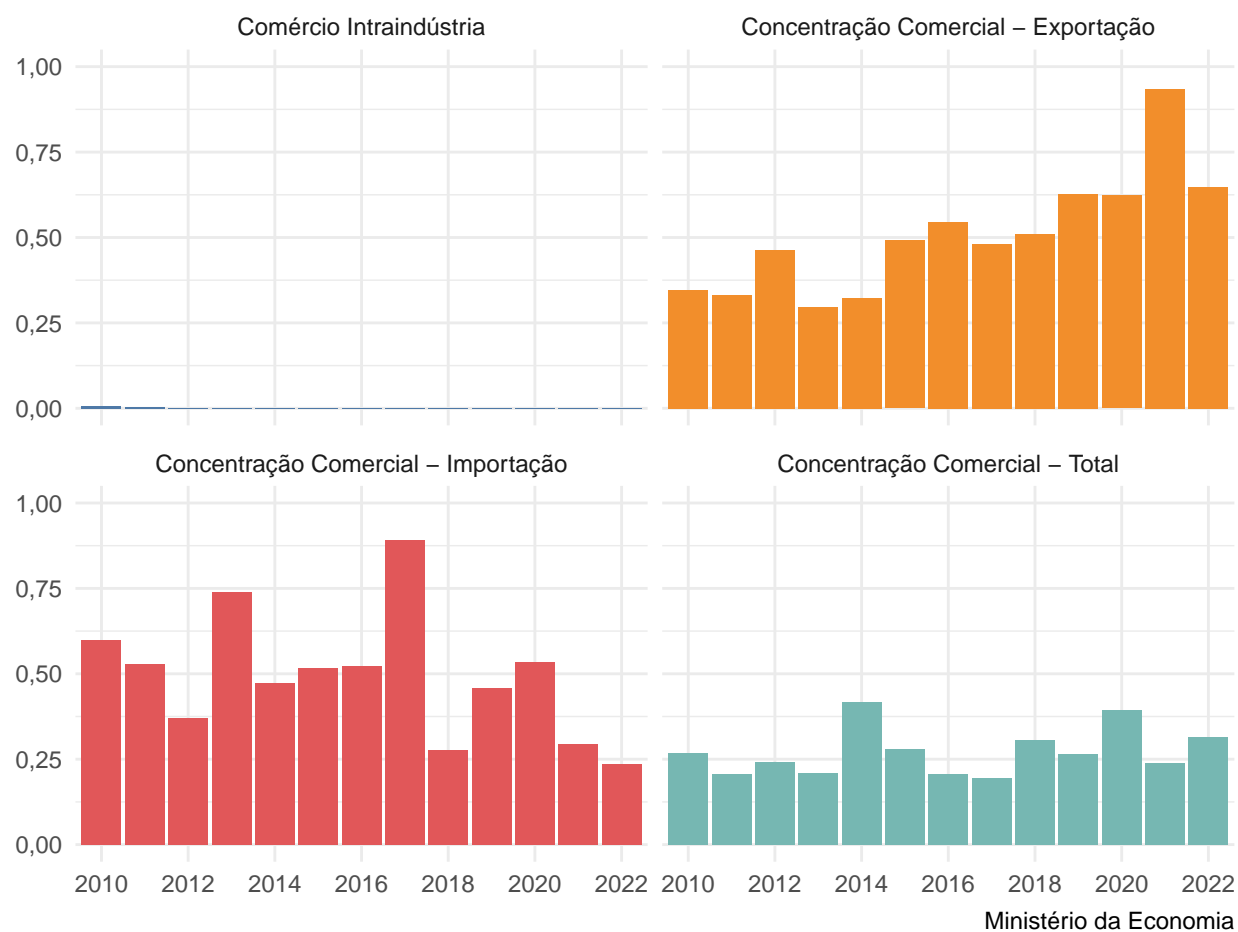 Comércio Intraindústria
Concentração Comercial – Exportação
1,00
0,75
0,50
0,25
0,00
Concentração Comercial – Importação
Concentração Comercial – Total
1,00
0,75
0,50
0,25
0,00
2010 2012 2014 2016 2018 2020 2022
2010 2012 2014 2016 2018 2020 2022
Ministério da Economia